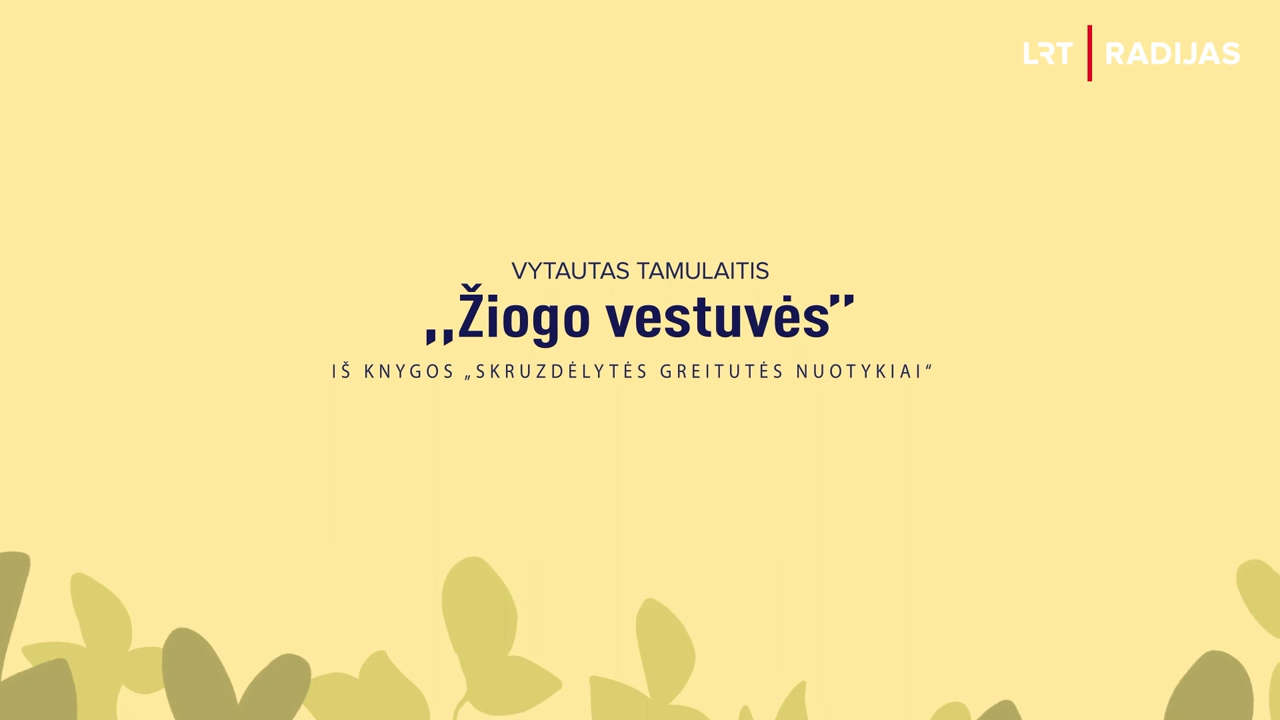 LRT | RADIJAS
VYTAUTAS TAMULAITIS
„Žiogo vestuvės”
IŠ KNYGOS „SKRUZDĖLYTĖS GREITUTĖS NUOTYKIAI“